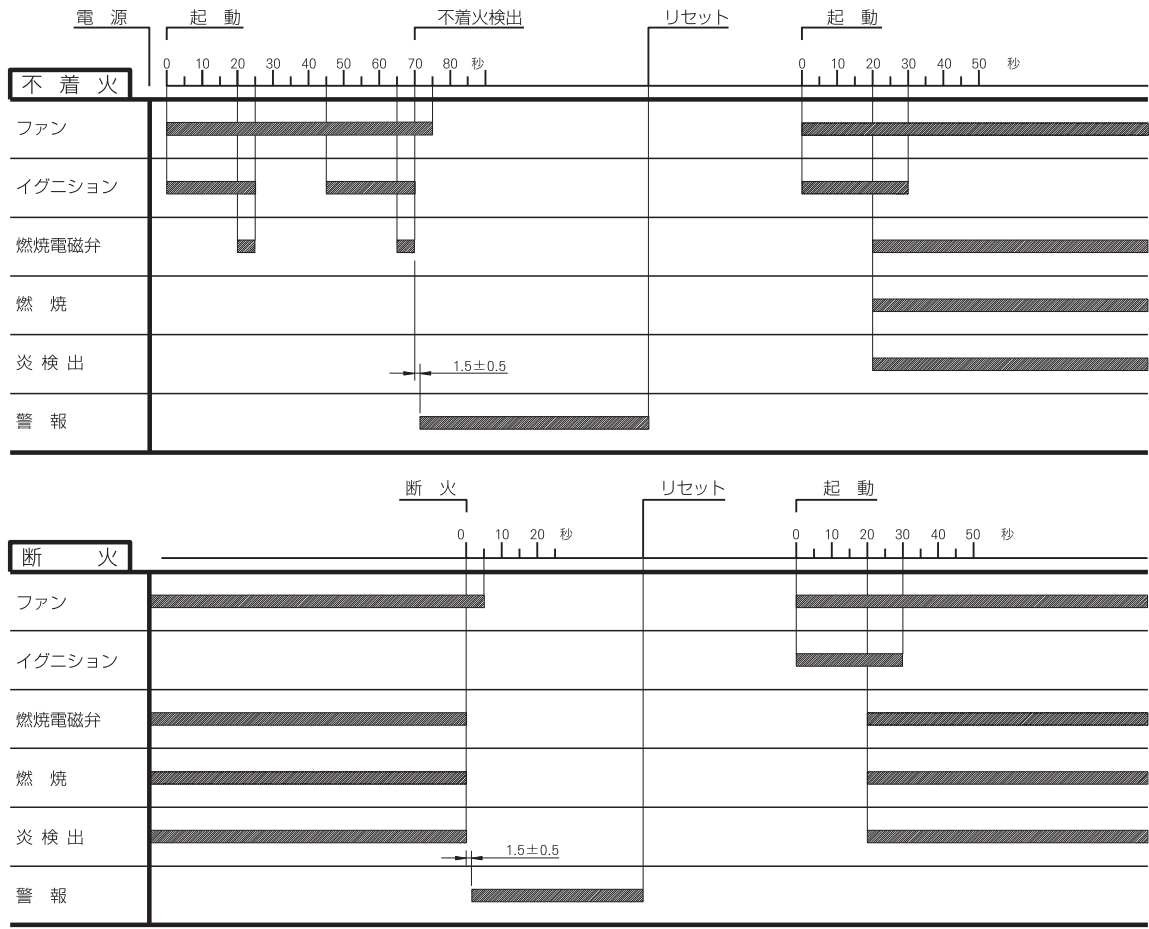 電 源 起 動 不着火検出 リセット 起 動
0 10 20 30 40 50 60 70 80 秒 0 10 20 30 40 50 秒
不 着 火
ファン
イグニション
燃焼電磁弁
燃 焼
炎 検 出
1.5±0.5
警 報
断 火 リセット 起 動
0 10 20 秒 0 10 20 30 40 50 秒
断 火
ファン
イグニション
燃焼電磁弁
燃 焼
炎 検 出
1.5±0.5
警 報